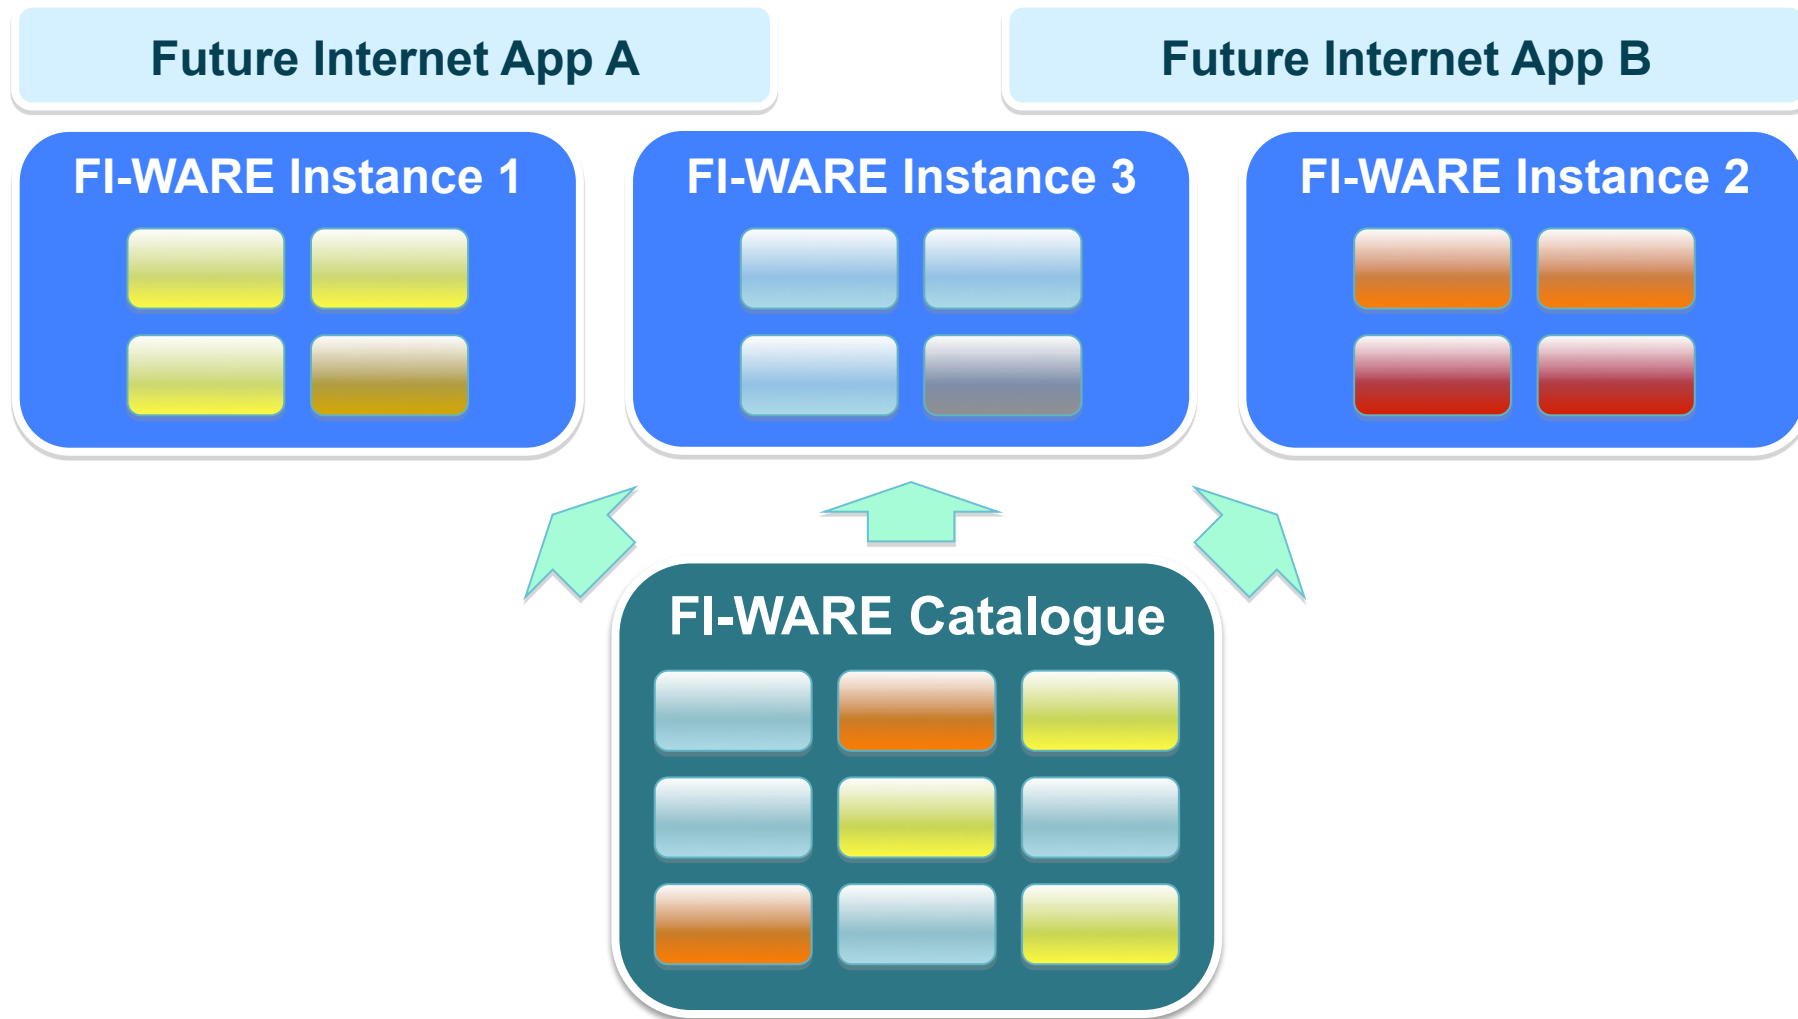 Future Internet App A
Future Internet App B
FI-WARE Instance 1
FI-WARE Instance 3
FI-WARE Instance 2
FI-WARE Catalogue